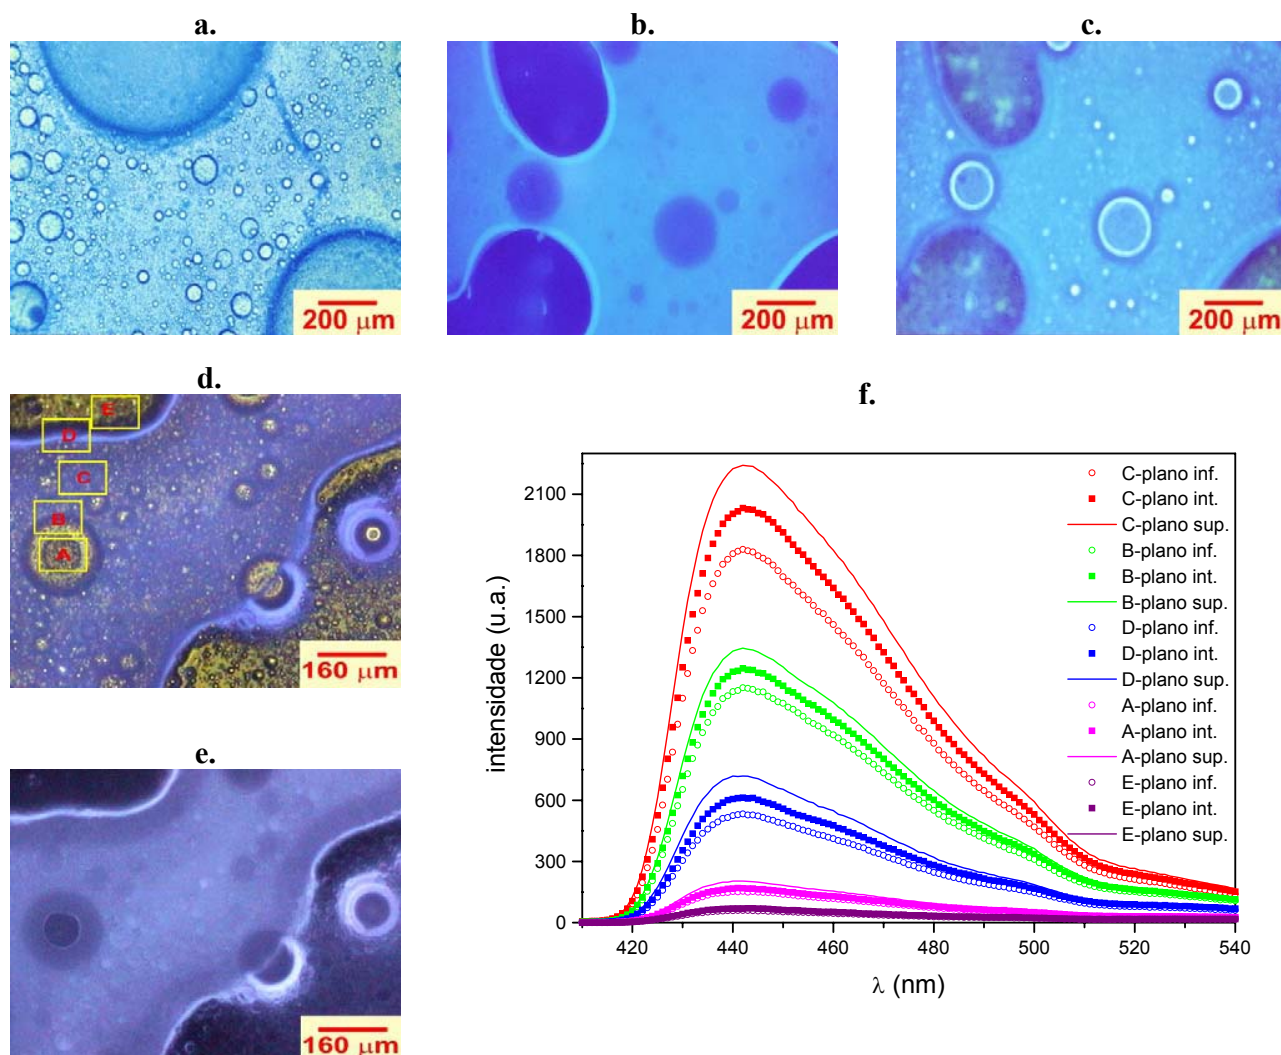 a.
b.
c.
200 µm
200 µm
200 µm
d.
E
D
C
B
A
160 µm
e.
160 µm
f.
intensidade (u.a.)
2100
1800
1500
1200
900
600
300
0
420
440
460
480
500
520
540
λ (nm)
C-plano inf.
C-plano int.
C-plano sup.
B-plano inf.
B-plano int.
B-plano sup.
D-plano inf.
D-plano int.
D-plano sup.
A-plano inf.
A-plano int.
A-plano sup.
E-plano inf.
E-plano int.
E-plano sup.